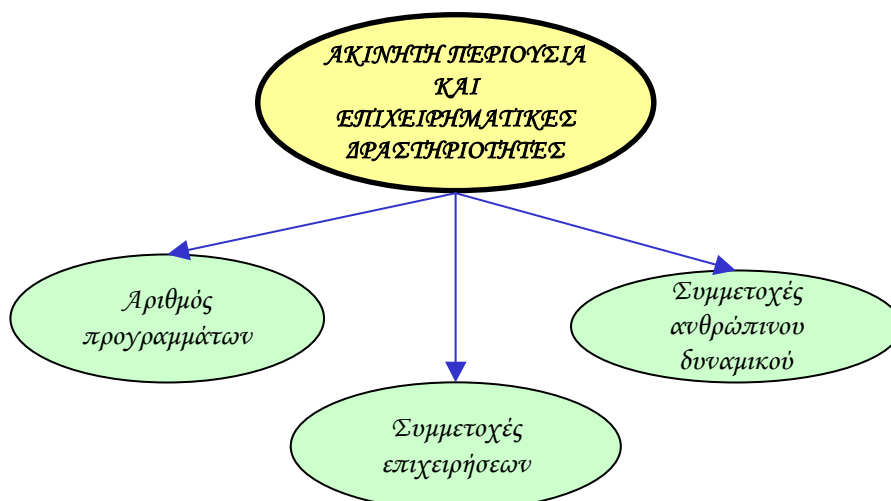 ΑΚΙΝΗΤΗ ΠΕΡΙΟΥΣΙΑ
ΚΑΙ
ΕΠΙΧΕΙΡΗΜΑΤΙΚΕΣ
ΔΡΑΣΤΗΡΙΟΤΗΤΕΣ
Αριθμός
προγραμμάτων
Συμμετοχές
ανθρώπινου
δυναμικού
Συμμετοχές
επιχειρήσεων